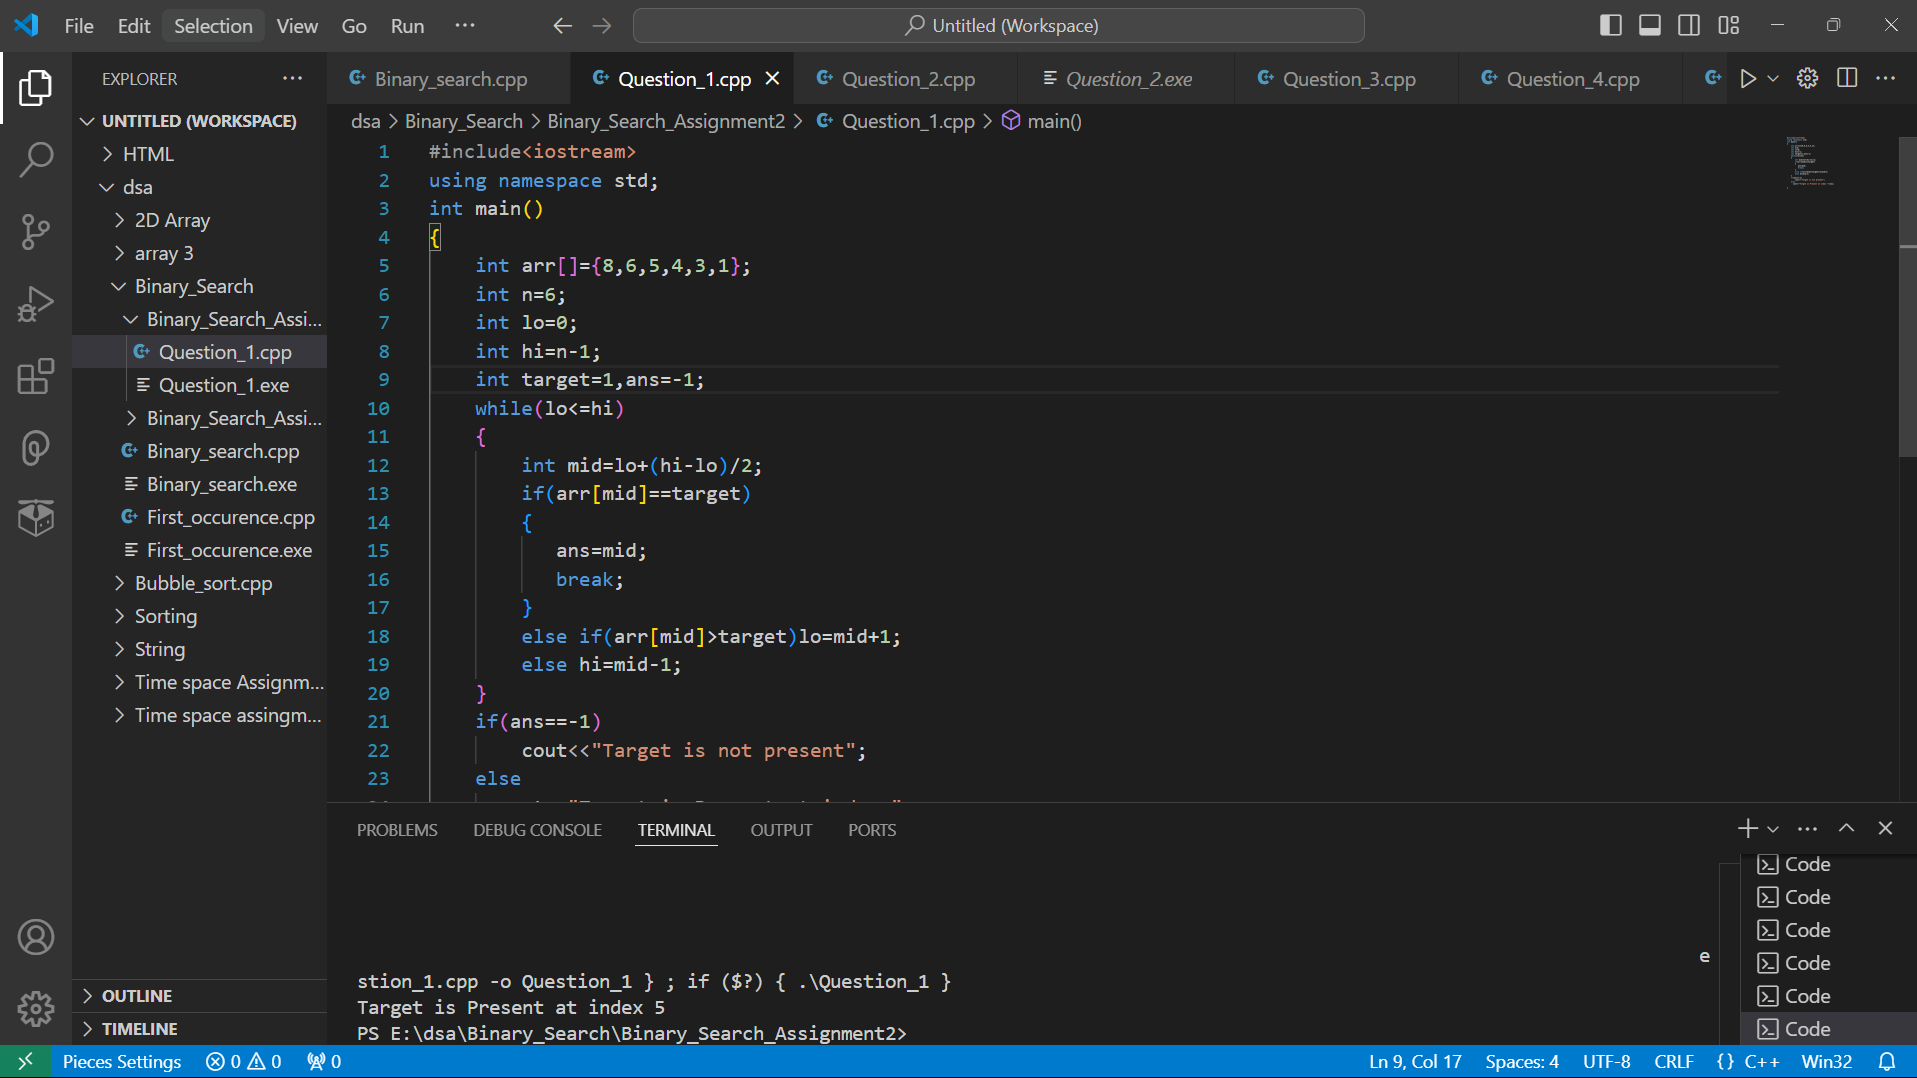 File Edit Selection View Go Run ··· Untitled (Workspace)
EXPLORER ···
UNTITLED (WORKSPACE)
HTML
dsa
2D Array
array 3
Binary_Search
Binary_Search_Assi...
Question_1.cpp
Question_1.exe
Binary_Search_Assi...
Binary_search.cpp
Binary_search.exe
First_occurence.cpp
First_occurence.exe
Bubble_sort.cpp
Sorting
String
Time space Assignm...
Time space assingm...
OUTLINE
TIMELINE
Binary_search.cpp Question_1.cpp Question_2.cpp Question_2.exe Question_3.cpp Question_4.cpp
dsa > Binary_Search > Binary_Search_Assignment2 > Question_1.cpp > main()
1 #include<iostream>
2 using namespace std;
3 int main()
4 {
5 int arr[]={8,6,5,4,3,1};
6 int n=6;
7 int lo=0;
8 int hi=n-1;
9 int target=1,ans=-1;
10 while(lo<=hi)
11 {
12 int mid=lo+(hi-lo)/2;
13 if(arr[mid]==target)
14 {
15 ans=mid;
16 break;
17 }
18 else if(arr[mid]>target)lo=mid+1;
19 else hi=mid-1;
20 }
21 if(ans==-1)
22 cout<<"Target is not present";
23 else
PROBLEMS DEBUG CONSOLE TERMINAL OUTPUT PORTS
e
stion_1.cpp -o Question_1 } ; if ($?) { .\Question_1 }
Target is Present at index 5
PS E:\dsa\Binary_Search\Binary_Search_Assignment2>
Code
Code
Code
Code
Code
Code
Pieces Settings 0 0 0 Ln 9, Col 17 Spaces: 4 UTF-8 CRLF {} C++ Win32